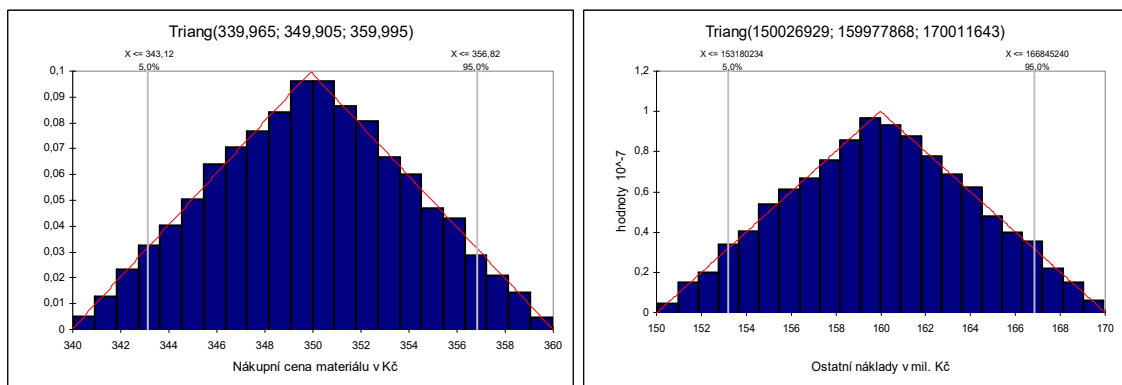 Triang(339,965; 349,905; 359,995)
X <= 343,12
5,0%
X <= 356,82
95,0%
0,1
0,09
0,08
0,07
0,06
0,05
0,04
0,03
0,02
0,01
0
340 342 344 346 348 350 352 354 356 358 360
Nákupní cena materiálu v Kč
Triang(150026929; 159977868; 170011643)
X <= 153180234
5,0%
X <= 166845240
95,0%
1,2
1
0,8
0,6
0,4
0,2
0
hodnoty 10^-7
150 152 154 156 158 160 162 164 166 168 170
Ostatní náklady v mil. Kč